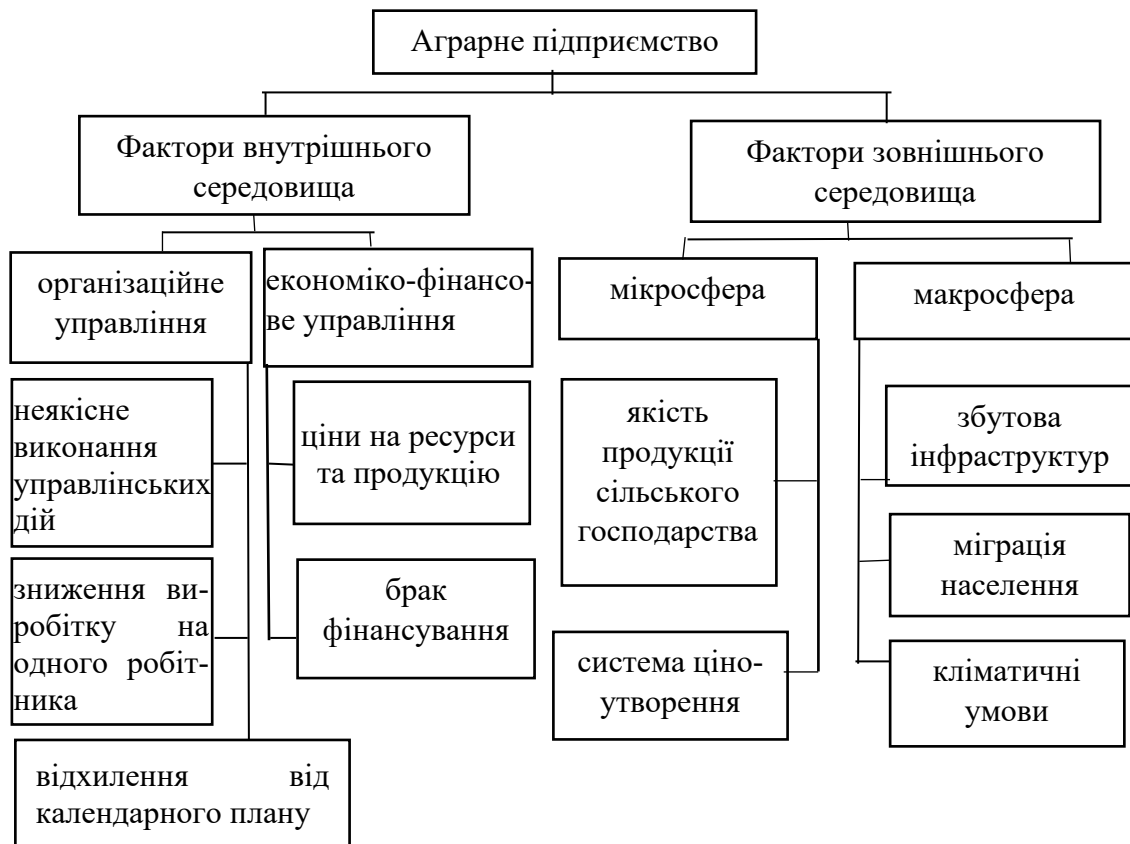 Аграрне підприємство
Фактори внутрішнього
середовища
Фактори зовнішнього
середовища
організаційне
управління
економіко-фінансо-
ве управління
мікросфера
макросфера
неякісне
виконання
управлінських
дій
ціни на ресурси
та продукцію
якість
продукції
сільського
господарства
збутова
інфраструктур
міграція
населення
зниження ви-
робітку на
одного робіт-
ника
брак
фінансування
система ціно-
утворення
кліматичні
умови
відхилення від
календарного плану